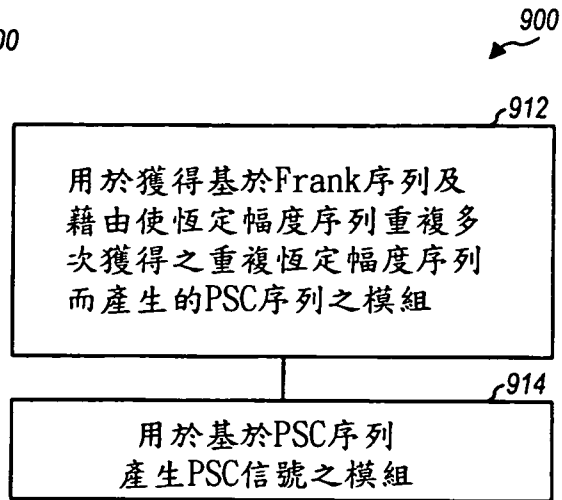 00
900
912
用於獲得基於Frank序列及
藉由使恆定幅度序列重複多
次獲得之重複恆定幅度序列
而產生的PSC序列之模組
914
用於基於PSC序列
產生PSC信號之模組